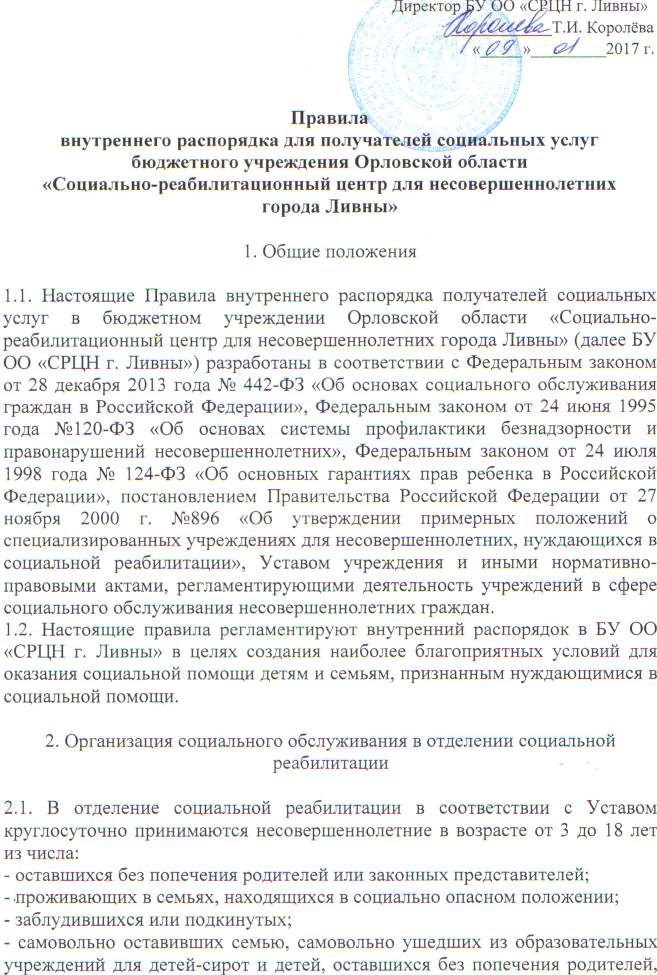 Директор БУ ОО «СРЦН г. Ливны»
Королева Т.И. Королёва
« 09 » 01 2017 г.
Правила
внутреннего распорядка для получателей социальных услуг
бюджетного учреждения Орловской области
«Социально-реабилитационный центр для несовершеннолетних
города Ливны»
1. Общие положения
1.1. Настоящие Правила внутреннего распорядка получателей социальных
услуг в бюджетном учреждении Орловской области «Социально-
реабилитационный центр для несовершеннолетних города Ливны» (далее БУ
ОО «СРЦН г. Ливны») разработаны в соответствии с Федеральным законом
от 28 декабря 2013 года № 442-ФЗ «Об основах социального обслуживания
граждан в Российской Федерации», Федеральным законом от 24 июня 1995
года №120-ФЗ «Об основах системы профилактики безнадзорности и
правонарушений несовершеннолетних», Федеральным законом от 24 июля
1998 года № 124-ФЗ «Об основных гарантиях прав ребенка в Российской
Федерации», постановлением Правительства Российской Федерации от 27
ноября 2000 г. №896 «Об утверждении примерных положений о
специализированных учреждениях для несовершеннолетних, нуждающихся в
социальной реабилитации», Уставом учреждения и иными нормативно-
правовыми актами, регламентирующими деятельность учреждений в сфере
социального обслуживания несовершеннолетних граждан.
1.2. Настоящие правила регламентируют внутренний распорядок в БУ ОО
«СРЦН г. Ливны» в целях создания наиболее благоприятных условий для
оказания социальной помощи детям и семьям, признанным нуждающимися в
социальной помощи.
2. Организация социального обслуживания в отделении социальной
реабилитации
2.1. В отделение социальной реабилитации в соответствии с Уставом
круглосуточно принимаются несовершеннолетние в возрасте от 3 до 18 лет
из числа:
- оставшихся без попечения родителей или законных представителей;
- проживающих в семьях, находящихся в социально опасном положении;
- заблудившихся или подкинутых;
- самовольно оставивших семью, самовольно ушедших из образовательных
учреждений для детей-сирот и детей, оставшихся без попечения родителей,